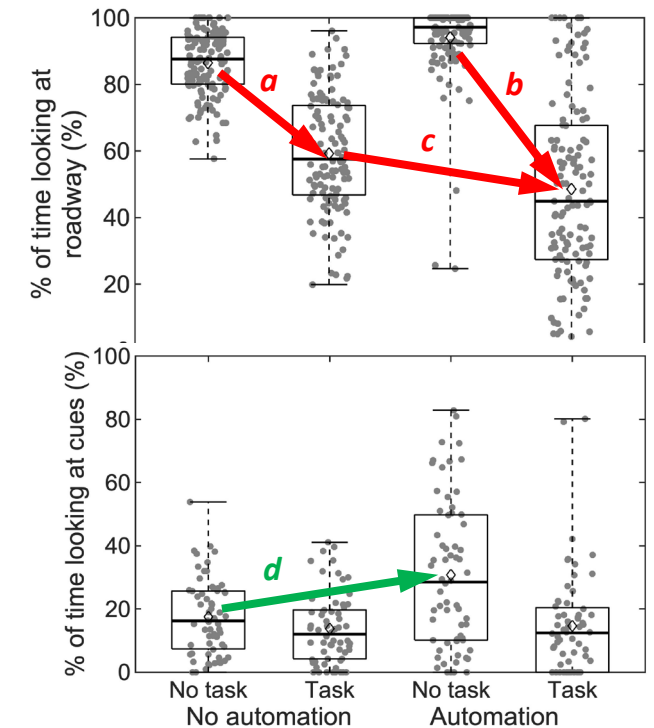 % of time looking at
roadway (%)
100
80
60
40
20
a
b
c
% of time looking at cues (%)
100
80
60
40
20
0
d
No task Task No task Task
No automation Automation